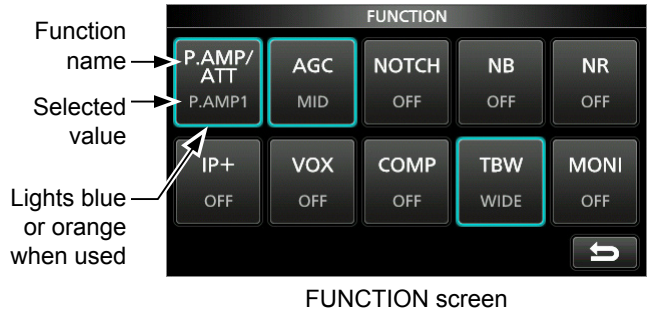 FUNCTION
Function
name
P.AMP/
ATT
P.AMP1
AGC
MID
NOTCH
OFF
NB
OFF
NR
OFF
Selected
value
IP+
OFF
VOX
OFF
COMP
OFF
TBW
WIDE
MONI
OFF
Lights blue
or orange
when used
FUNCTION screen